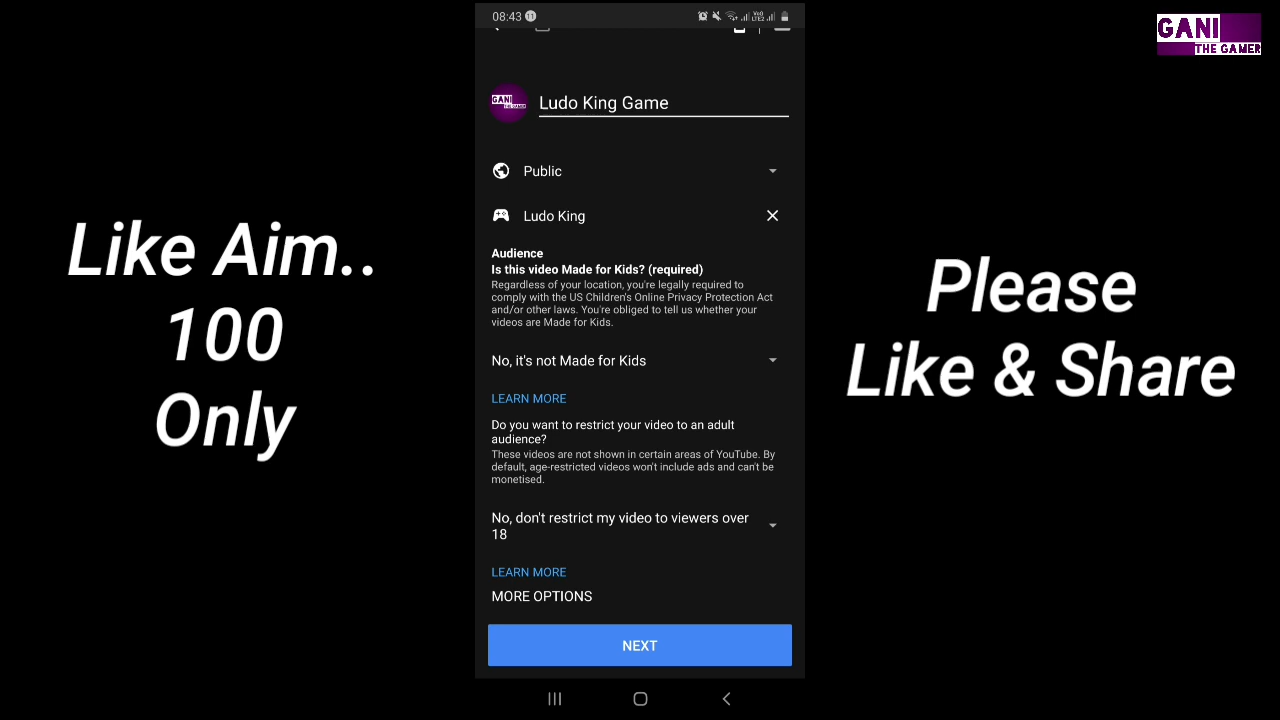 08:43 11
VoD
LTE2
GANI
THE GAMER
GANI
THE GAMER
Ludo King Game
Public
Ludo King
Audience
Is this video Made for Kids? (required)
Regardless of your location, you're legally required to
comply with the US Children's Online Privacy Protection Act
and/or other laws. You're obliged to tell us whether your
videos are Made for Kids.
No, it's not Made for Kids
LEARN MORE
Do you want to restrict your video to an adult
audience?
These videos are not shown in certain areas of YouTube. By
default, age-restricted videos won't include ads and can't be
monetised.
No, don't restrict my video to viewers over
18
LEARN MORE
MORE OPTIONS
NEXT
Like Aim..
100
Only
Please
Like & Share